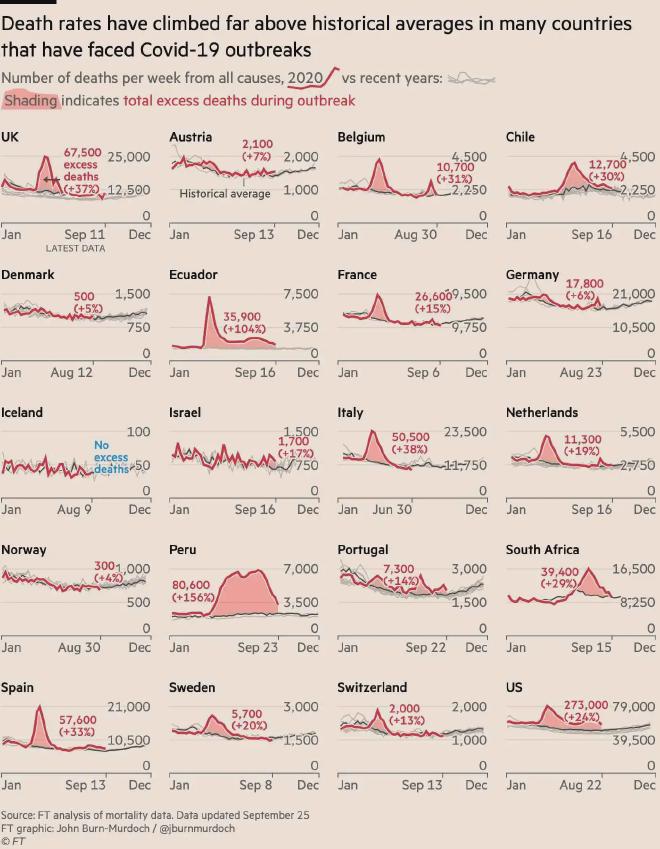 Death rates have climbed far above historical averages in many countries
that have faced Covid-19 outbreaks
Number of deaths per week from all causes, 2020 vs recent years:
Shading indicates total excess deaths during outbreak
UK
67,500
excess
deaths
(+37%)
25,000
12,500
0
Jan
Sep 11
Dec
LATEST DATA
Austria
2,100
(+7%)
2,000
Historical average
1,000
0
Jan
Sep 13
Dec
Belgium
4,500
10,700
(+31%)
2,250
0
Jan
Aug 30
Dec
Chile
4,500
12,700
(+30%)
2,250
0
Jan
Sep 16
Dec
Denmark
500
(+5%)
1,500
750
0
Jan
Aug 12
Dec
Ecuador
7,500
35,900
(+104%)
3,750
0
Jan
Sep 16
Dec
France
26,600
(+15%)
19,500
9,750
0
Jan
Sep 6
Dec
Germany
17,800
(+6%)
21,000
10,500
0
Jan
Aug 23
Dec
Iceland
100
No
excess
deaths
50
0
Jan
Aug 9
Dec
Israel
1,500
1,700
(+17%)
750
0
Jan
Sep 16
Dec
Italy
50,500
(+38%)
23,500
11,750
0
Jan
Jun 30
Dec
Netherlands
11,300
(+19%)
5,500
2,750
0
Jan
Sep 16
Dec
Norway
300
(+4%)
1,000
500
0
Jan
Aug 30
Dec
Peru
80,600
(+156%)
7,000
3,500
0
Jan
Sep 23
Dec
Portugal
7,300
(+14%)
3,000
1,500
0
Jan
Sep 22
Dec
South Africa
39,400
(+29%)
16,500
8,250
0
Jan
Sep 15
Dec
Spain
57,600
(+33%)
21,000
10,500
0
Jan
Sep 13
Dec
Sweden
5,700
(+20%)
3,000
1,500
0
Jan
Sep 8
Dec
Switzerland
2,000
(+13%)
2,000
1,000
0
Jan
Sep 13
Dec
US
273,000
(+24%)
79,000
39,500
0
Jan
Aug 22
Dec
Source: FT analysis of mortality data. Data updated September 25
FT graphic: John Burn-Murdoch / @jburnmurdoch
© FT